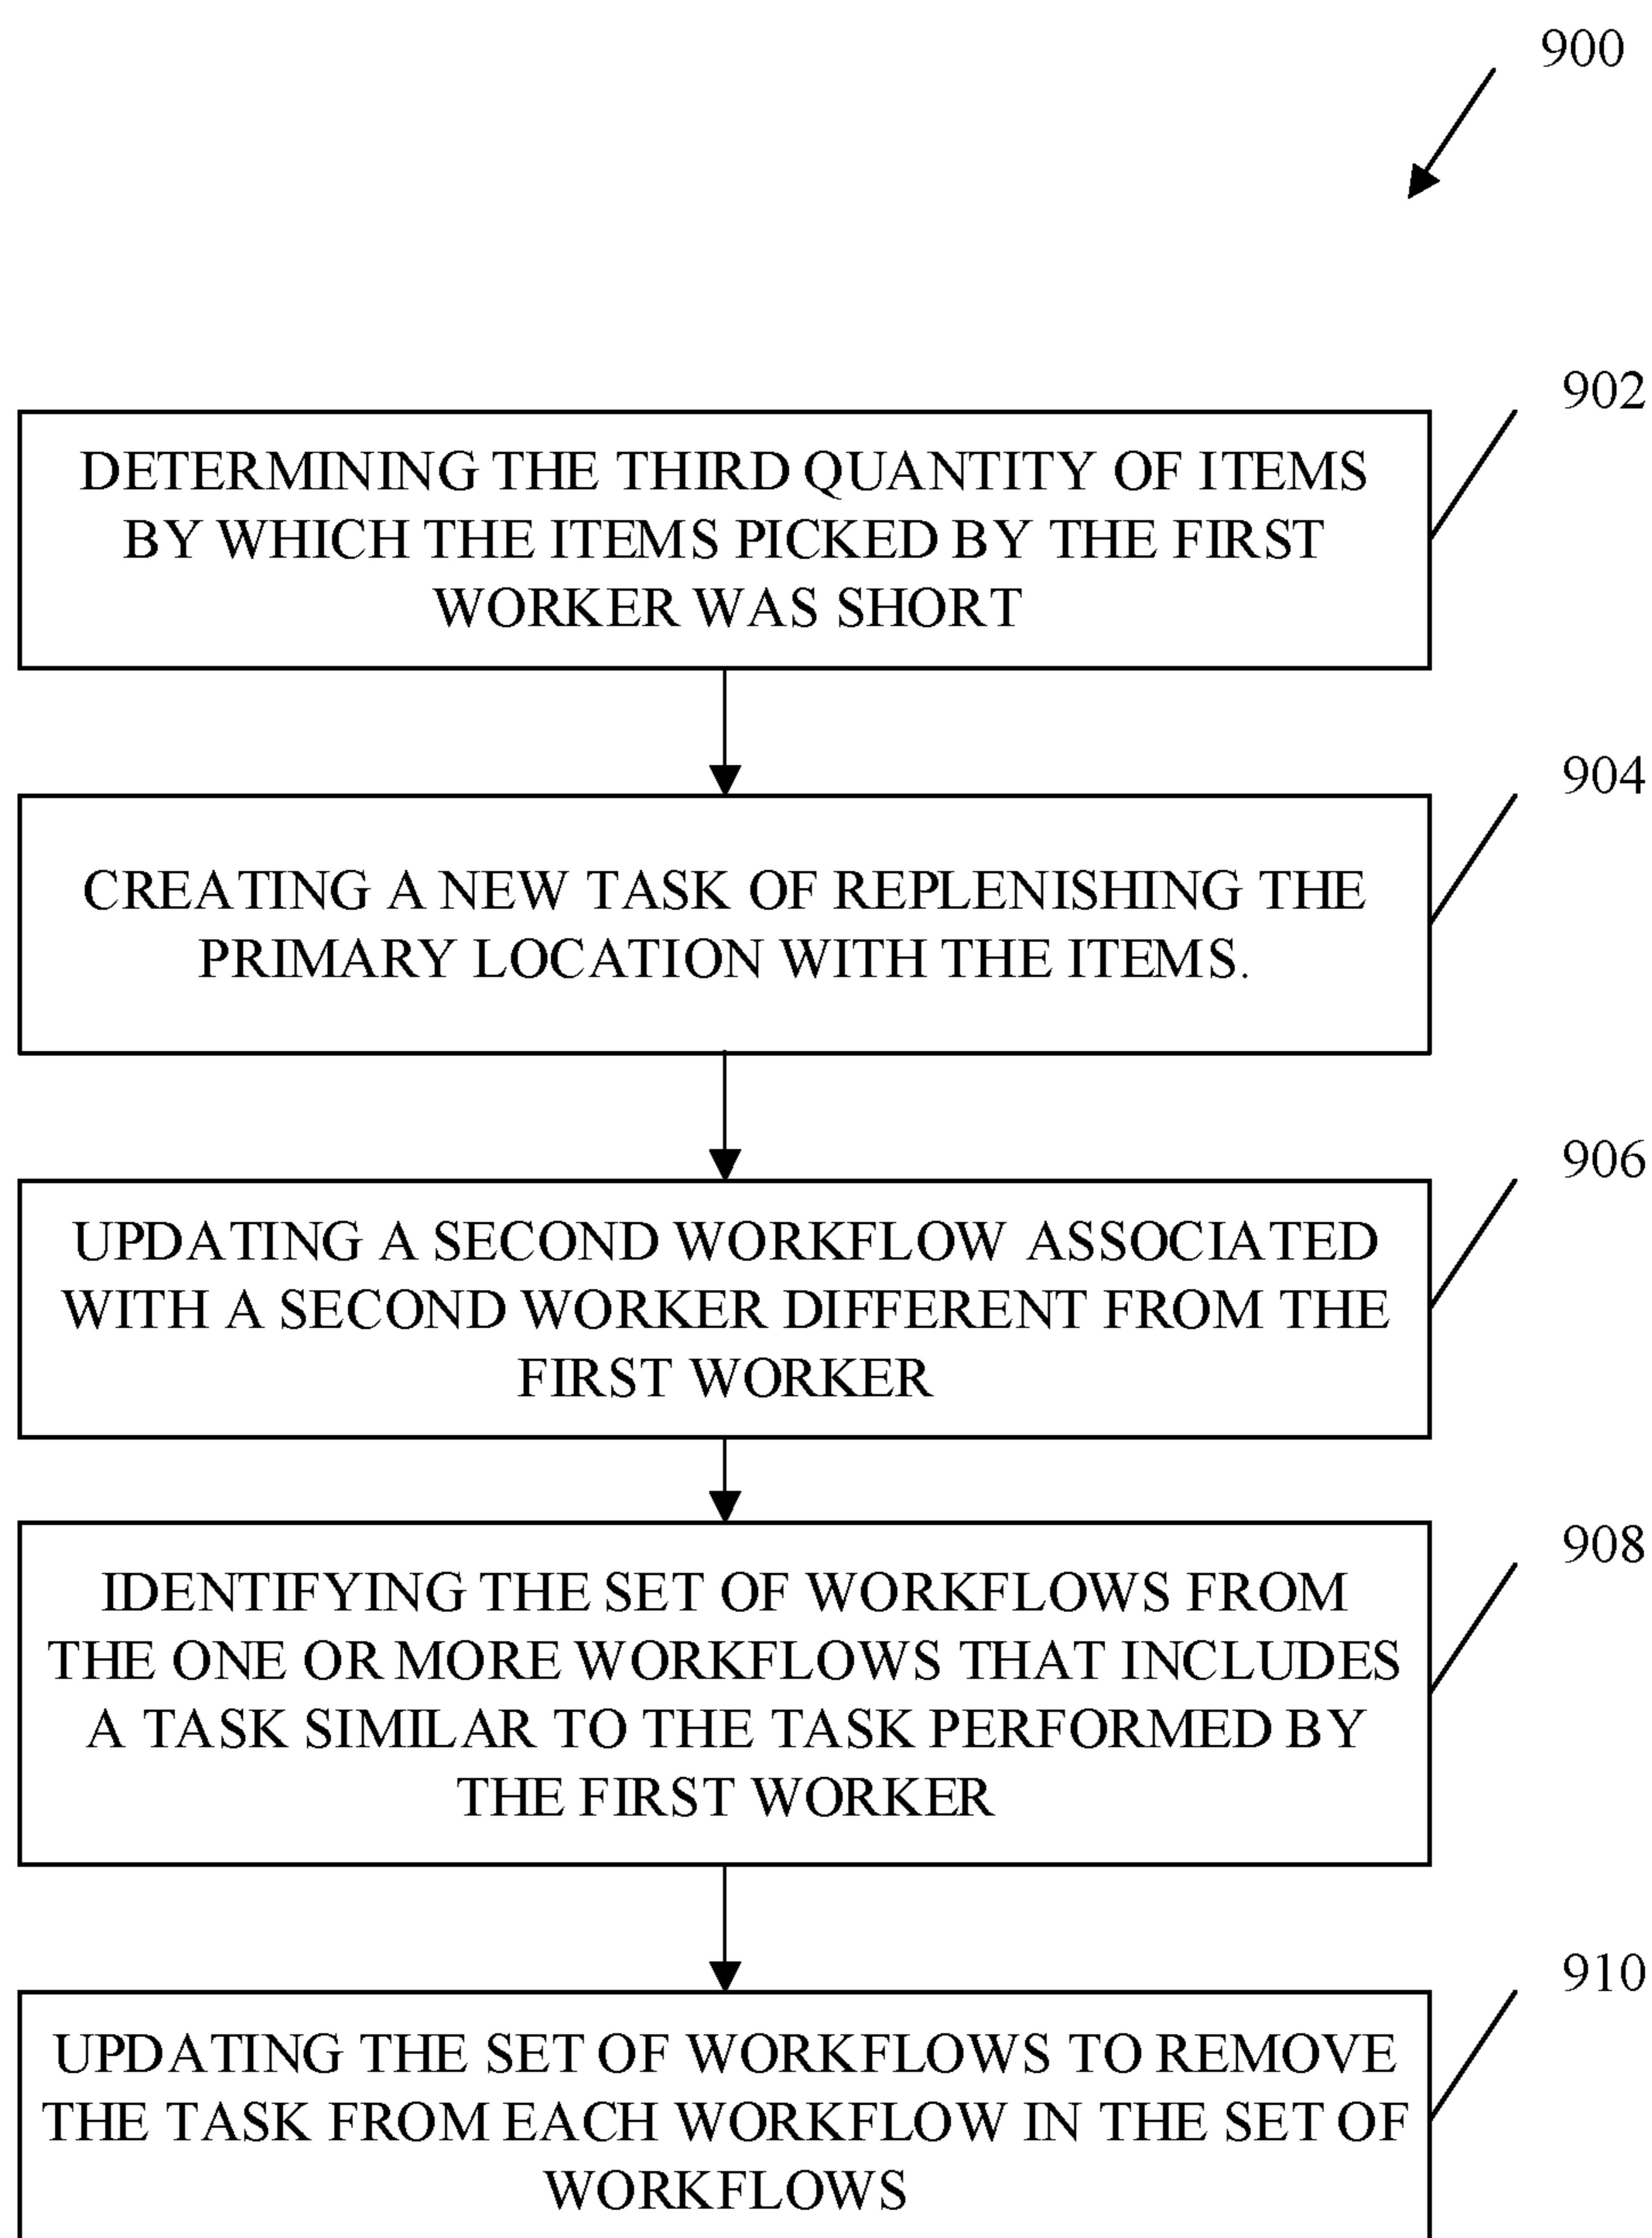 900
902
DETERMINING THE THIRD QUANTITY OF ITEMS
BY WHICH THE ITEMS PICKED BY THE FIRST
WORKER WAS SHORT
904
CREATING A NEW TASK OF REPLENISHING THE
PRIMARY LOCATION WITH THE ITEMS.
906
UPDATING A SECOND WORKFLOW ASSOCIATED
WITH A SECOND WORKER DIFFERENT FROM THE
FIRST WORKER
908
IDENTIFYING THE SET OF WORKFLOWS FROM
THE ONE OR MORE WORKFLOWS THAT INCLUDES
A TASK SIMILAR TO THE TASK PERFORMED BY
THE FIRST WORKER
910
UPDATING THE SET OF WORKFLOWS TO REMOVE
THE TASK FROM EACH WORKFLOW IN THE SET OF
WORKFLOWS